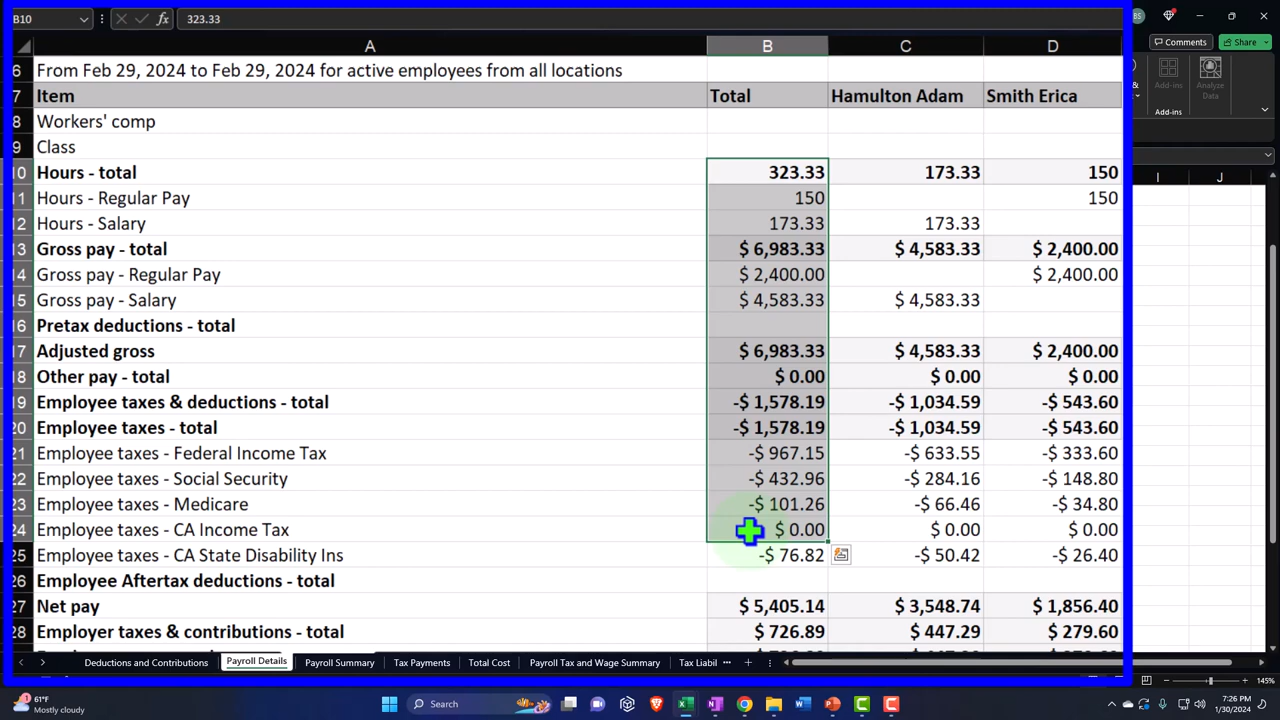 B10 fx 323.33
BS
Comments Share
A B C D
6 From Feb 29, 2024 to Feb 29, 2024 for active employees from all locations
7 Item Total Hamulton Adam Smith Erica
8 Workers' comp
9 Class
10 Hours - total 323.33 173.33 150
11 Hours - Regular Pay 150 150
12 Hours - Salary 173.33 173.33
13 Gross pay - total $ 6,983.33 $ 4,583.33 $ 2,400.00
14 Gross pay - Regular Pay $ 2,400.00 $ 2,400.00
15 Gross pay - Salary $ 4,583.33 $ 4,583.33
16 Pretax deductions - total
17 Adjusted gross $ 6,983.33 $ 4,583.33 $ 2,400.00
18 Other pay - total $ 0.00 $ 0.00 $ 0.00
19 Employee taxes & deductions - total -$ 1,578.19 -$ 1,034.59 -$ 543.60
20 Employee taxes - total -$ 1,578.19 -$ 1,034.59 -$ 543.60
21 Employee taxes - Federal Income Tax -$ 967.15 -$ 633.55 -$ 333.60
22 Employee taxes - Social Security -$ 432.96 -$ 284.16 -$ 148.80
23 Employee taxes - Medicare -$ 101.26 -$ 66.46 -$ 34.80
24 Employee taxes - CA Income Tax $ 0.00 $ 0.00 $ 0.00
25 Employee taxes - CA State Disability Ins -$ 76.82 -$ 50.42 -$ 26.40
26 Employee Aftertax deductions - total
27 Net pay $ 5,405.14 $ 3,548.74 $ 1,856.40
28 Employer taxes & contributions - total $ 726.89 $ 447.29 $ 279.60
Add-ins Analyze Data
Add-ins
I J
Deductions and Contributions Payroll Details Payroll Summary Tax Payments Total Cost Payroll Tax and Wage Summary Tax Liabil
145%
61°F
Mostly cloudy
Search
7:26 PM
1/30/2024